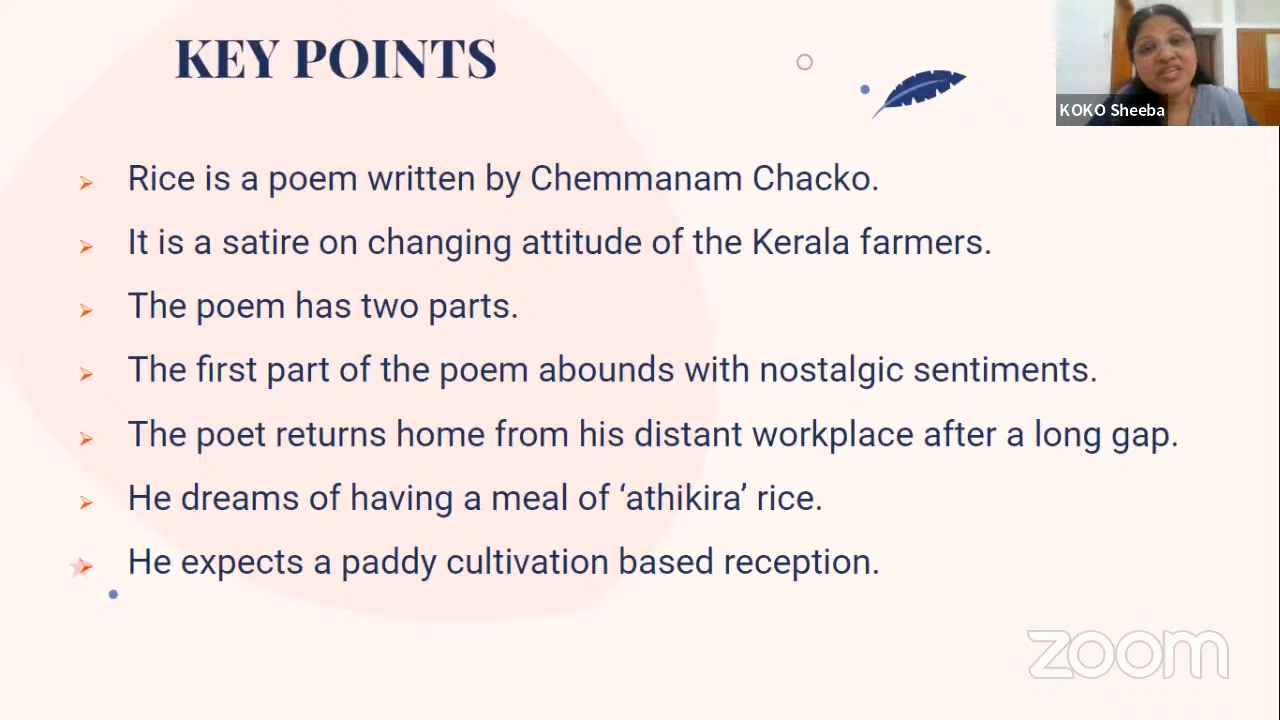 KEY POINTS
KOKO Sheeba
Rice is a poem written by Chemmanam Chacko.
It is a satire on changing attitude of the Kerala farmers.
The poem has two parts.
The first part of the poem abounds with nostalgic sentiments.
The poet returns home from his distant workplace after a long gap.
He dreams of having a meal of ‘athikira’ rice.
He expects a paddy cultivation based reception.
zoom